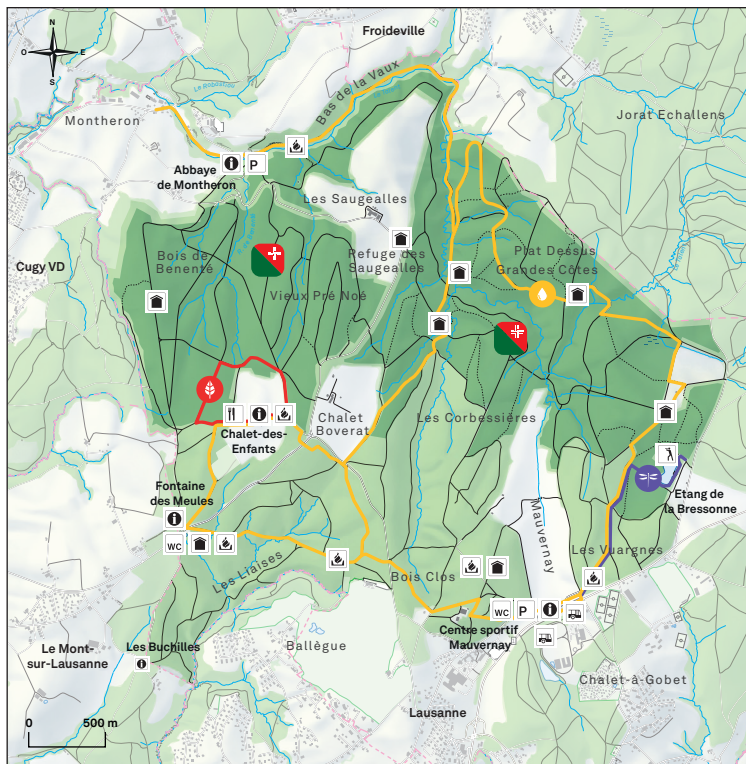 N
O
E
S
Froideville
Bas de la Vaux
Montheron
Jorat Echallens
Abbaye
de Montheron
P
Les Saugealles
Cugy VD
Bois de
Bénenté
Refuge des
Saugealles
Plat Dessus
Grandes Côtes
Vieux Pré Noé
Chalet
Boverat
Les Corbessières
Chalet-des-
Enfants
Fontaine
des Meules
WC
Etang de
la Bressonne
Mauvernay
Les Vuargnes
Les Liaises
Bois Clos
WC
P
Centre sportif
Mauvernay
Le Mont-
sur-Lausanne
Les Buchilles
Ballègue
Chalet-à-Gobet
Lausanne
0
500 m